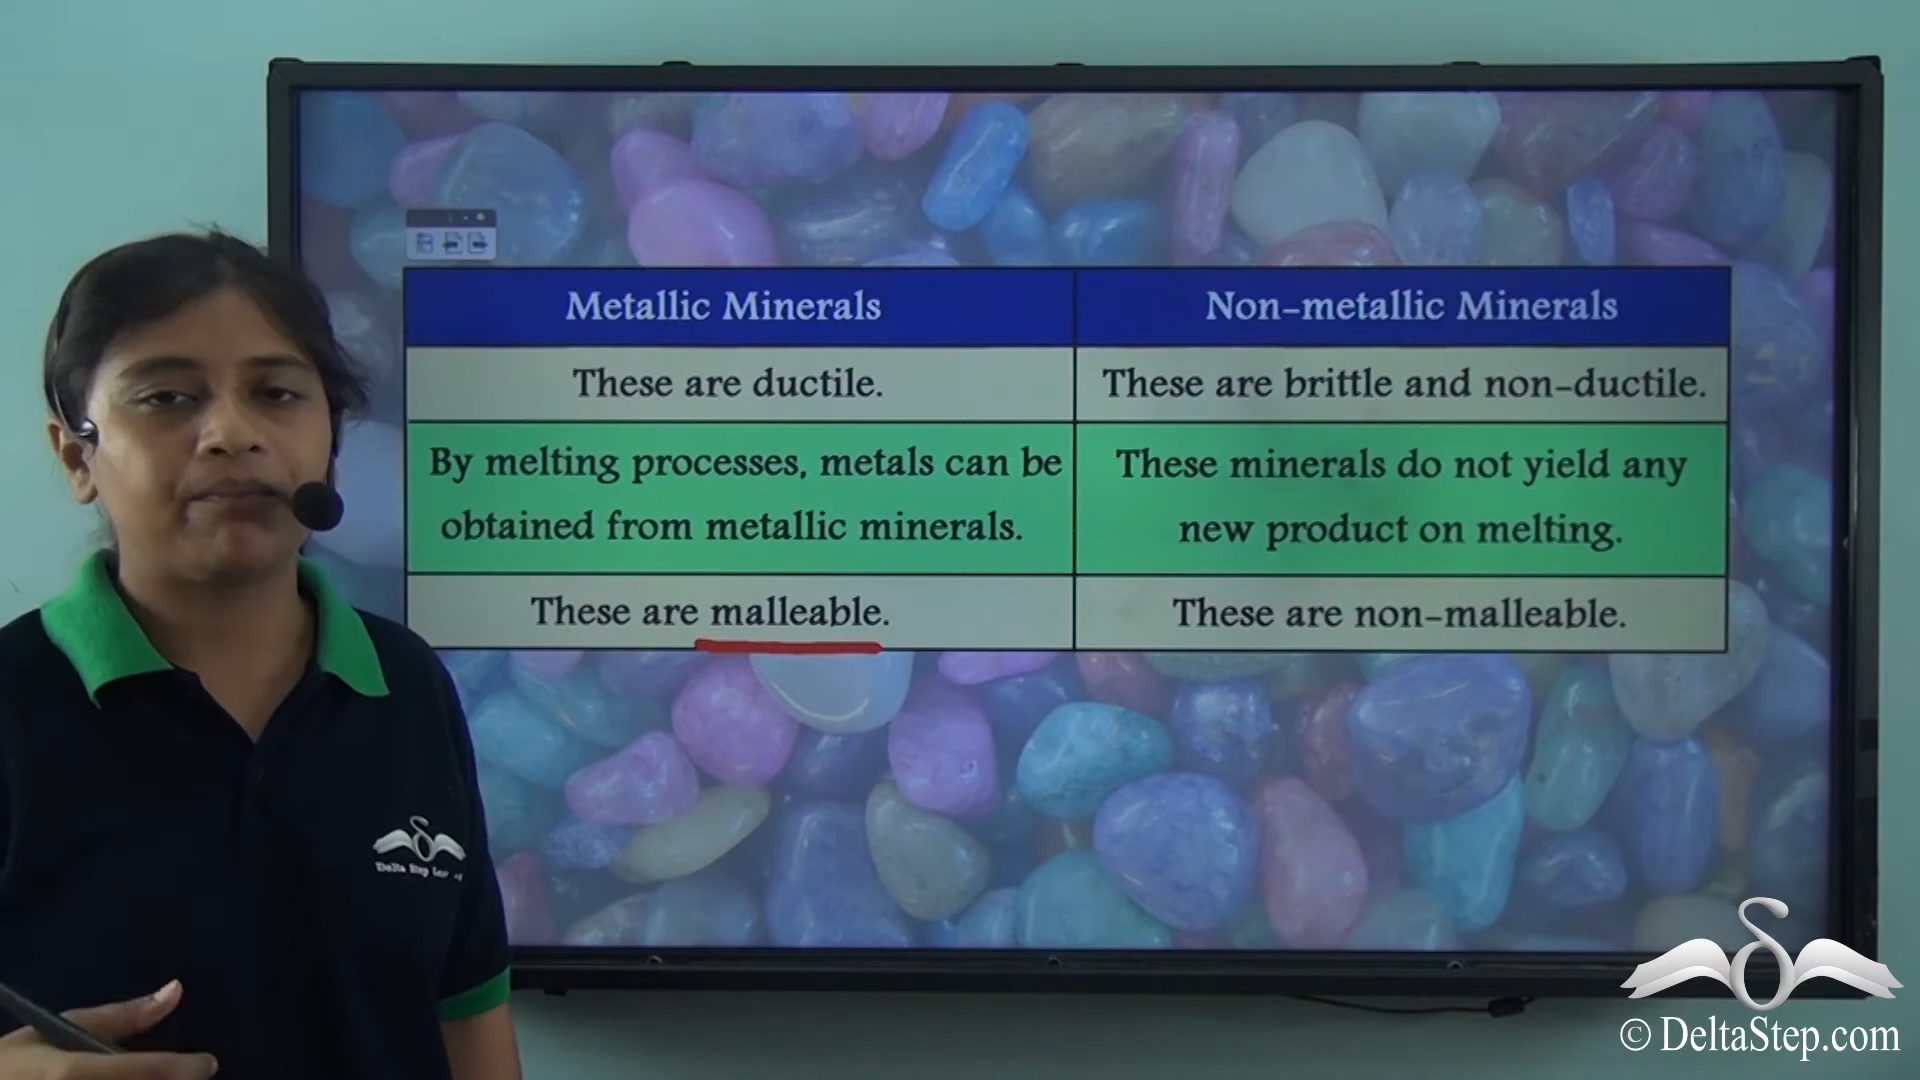 Metallic Minerals
Non-metallic Minerals
These are ductile.
These are brittle and non-ductile.
By melting processes, metals can be
obtained from metallic minerals.
These minerals do not yield any
new product on melting.
These are malleable.
These are non-malleable.
Delta Step
© DeltaStep.com